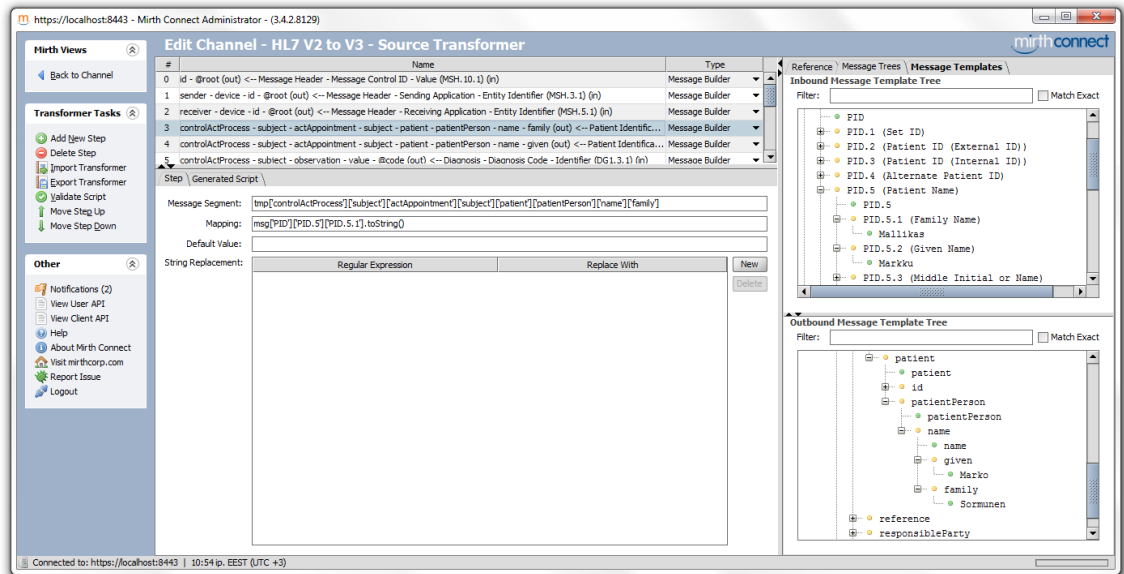 https://localhost:8443 - Mirth Connect Administrator - (3.4.2.8129)
Mirth Views
Back to Channel
Transformer Tasks
Add New Step
Delete Step
Import Transformer
Export Transformer
Validate Script
Move Step Up
Move Step Down
Other
Notifications (2)
View User API
View Client API
Help
About Mirth Connect
Visit mirthcorp.com
Report Issue
Logout
Edit Channel - HL7 V2 to V3 - Source Transformer
mirthconnect
# Name Type
0 id - @root (out) <-- Message Header - Message Control ID - Value (MSH.10.1) (in) Message Builder
1 sender - device - id - @root (out) <-- Message Header - Sending Application - Entity Identifier (MSH.3.1) (in) Message Builder
2 receiver - device - id - @root (out) <-- Message Header - Receiving Application - Entity Identifier (MSH.5.1) (in) Message Builder
3 controlActProcess - subject - actAppointment - subject - patient - patientPerson - name - family (out) <-- Patient Identific... Message Builder
4 controlActProcess - subject - actAppointment - subject - patient - patientPerson - name - given (out) <-- Patient Identifica... Message Builder
5 controlActProcess - subject - observation - value - @code (out) <-- Diagnosis - Diagnosis Code - Identifier (DG1.3.1) (in) Message Builder
Step Generated Script
Message Segment: tmp['controlActProcess']['subject']['actAppointment']['subject']['patient']['patientPerson']['name']['family']
Mapping: msg['PID']['PID.5']['PID.5.1'].toString()
Default Value:
String Replacement: Regular Expression Replace With New
Delete
Reference Message Trees Message Templates
Inbound Message Template Tree
Filter: Match Exact
PID
PID.1 (Set ID)
PID.2 (Patient ID (External ID))
PID.3 (Patient ID (Internal ID))
PID.4 (Alternate Patient ID)
PID.5 (Patient Name)
PID.5
PID.5.1 (Family Name)
Mallikas
PID.5.2 (Given Name)
Markku
PID.5.3 (Middle Initial or Name)
Outbound Message Template Tree
Filter: Match Exact
patient
patient
id
patientPerson
patientPerson
name
name
given
Marko
family
Sormunen
reference
responsibleParty
Connected to: https://localhost:8443 | 10:54 ip. EEST (UTC +3)